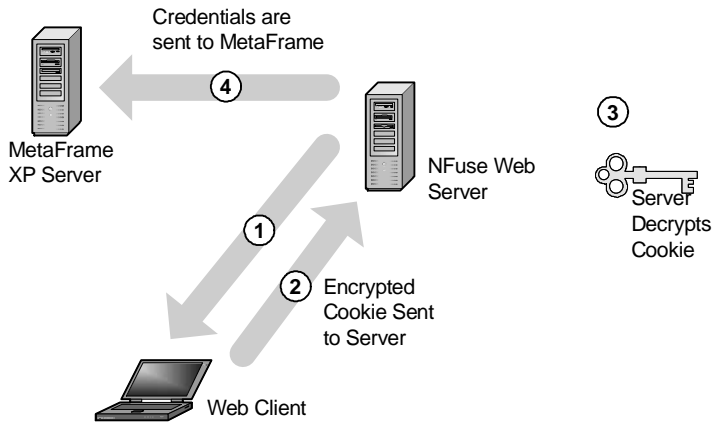 Credentials are
sent to MetaFrame
4
3
MetaFrame
XP Server
NFuse Web
Server
Server
Decrypts
Cookie
1
2
Encrypted
Cookie Sent
to Server
Web Client